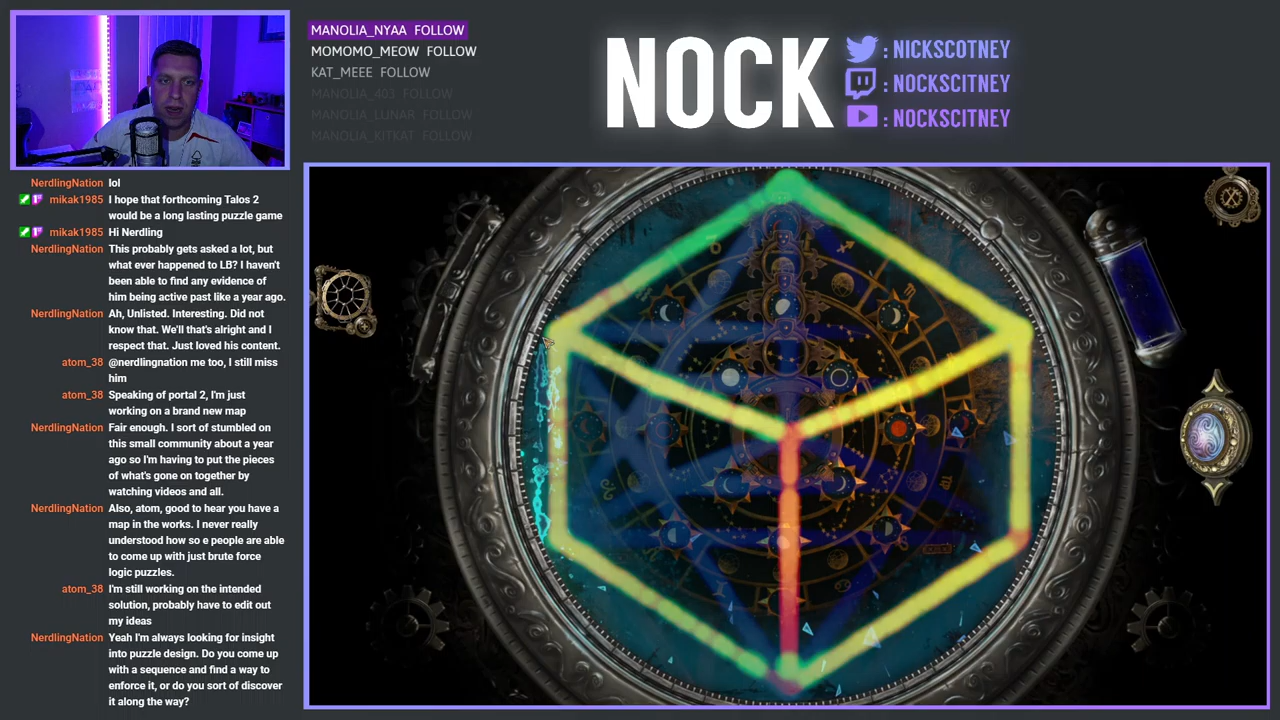 MANOLIA_NYAA FOLLOW
MOMOMO_MEOW FOLLOW
KAT_MEEE FOLLOW
MANOLIA_403 FOLLOW
MANOLIA_LUNAR FOLLOW
MANOLIA_KITKAT FOLLOW
NOCK
: NICKSCOTNEY
: NOCKSCITNEY
: NOCKSCITNEY
NerdlingNation lol
mikak1985 I hope that forthcoming Talos 2
would be a long lasting puzzle game
mikak1985 Hi Nerdling
NerdlingNation This probably gets asked a lot, but
what ever happened to LB? I haven't
been able to find any evidence of
him being active past like a year ago.
NerdlingNation Ah, Unlisted. Interesting. Did not
know that. We'll that's alright and I
respect that. Just loved his content.
atom_38 @nerdlingnation me too, I still miss
him
atom_38 Speaking of portal 2, I'm just
working on a brand new map
NerdlingNation Fair enough. I sort of stumbled on
this small community about a year
ago so I'm having to put the pieces
of what's gone on together by
watching videos and all.
NerdlingNation Also, atom, good to hear you have a
map in the works. I never really
understood how so e people are able
to come up with just brute force
logic puzzles.
atom_38 I'm still working on the intended
solution, probably have to edit out
my ideas
NerdlingNation Yeah I'm always looking for insight
into puzzle design. Do you come up
with a sequence and find a way to
enforce it, or do you sort of discover
it along the way?